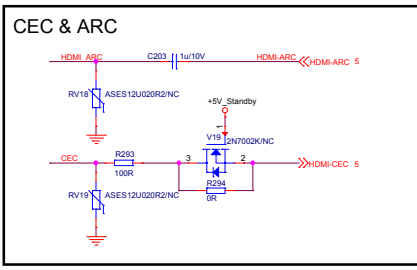 CEC & ARC
HDMI_ARC C203 1u/10V HDMI-ARC HDMI-ARC 5
RV18 ASES12U020R2/NC
+5V_Standby
1
V19 2N7002K/NC
CEC R293 3 2 HDMI-CEC 5
100R R294
RV19 ASES12U020R2/NC 0R